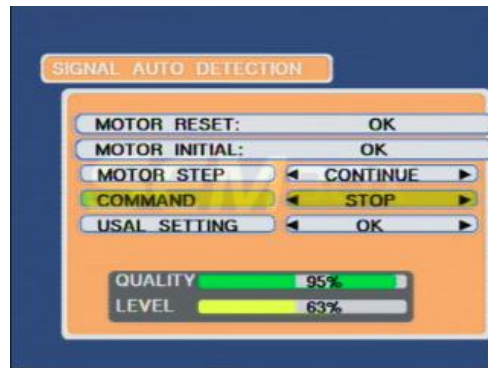 SIGNAL AUTO DETECTION
MOTOR RESET: OK
MOTOR INITIAL: OK
MOTOR STEP CONTINUE
COMMAND STOP
USAL SETTING OK
QUALITY 95%
LEVEL 63%